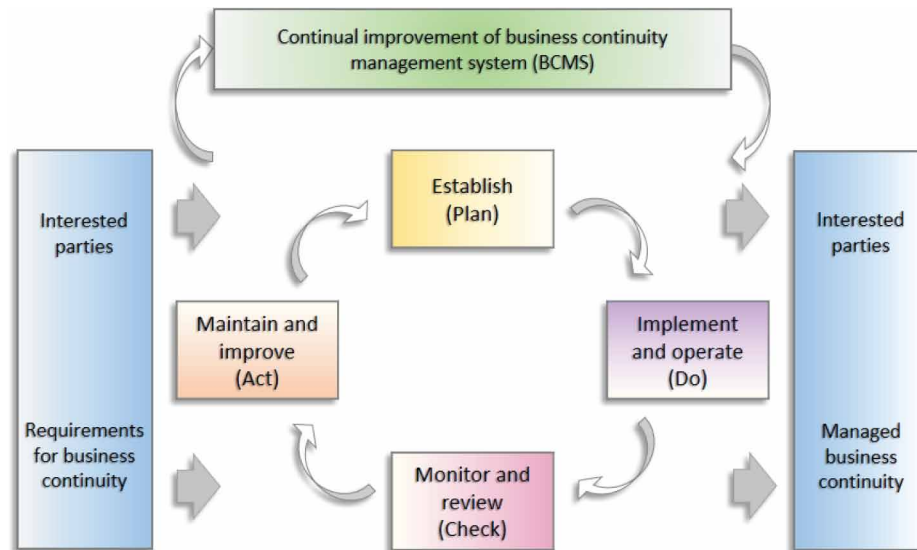 Continual improvement of business continuity
management system (BCMS)
Establish
(Plan)
Interested
parties
Interested
parties
Maintain and
improve
(Act)
Implement
and operate
(Do)
Requirements
for business
continuity
Managed
business
continuity
Monitor and
review
(Check)